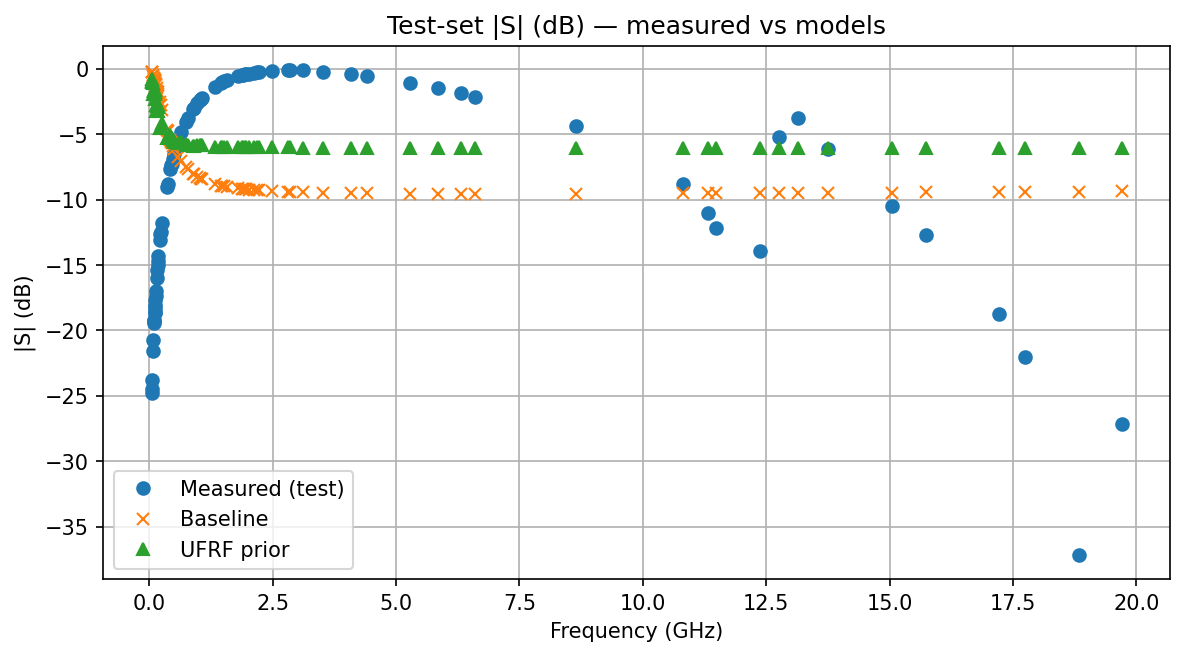 Test-set |S| (dB) — measured vs models
|S| (dB)
0
−5
−10
−15
−20
−25
−30
−35
Measured (test)
Baseline
UFRF prior
0.0 2.5 5.0 7.5 10.0 12.5 15.0 17.5 20.0
Frequency (GHz)